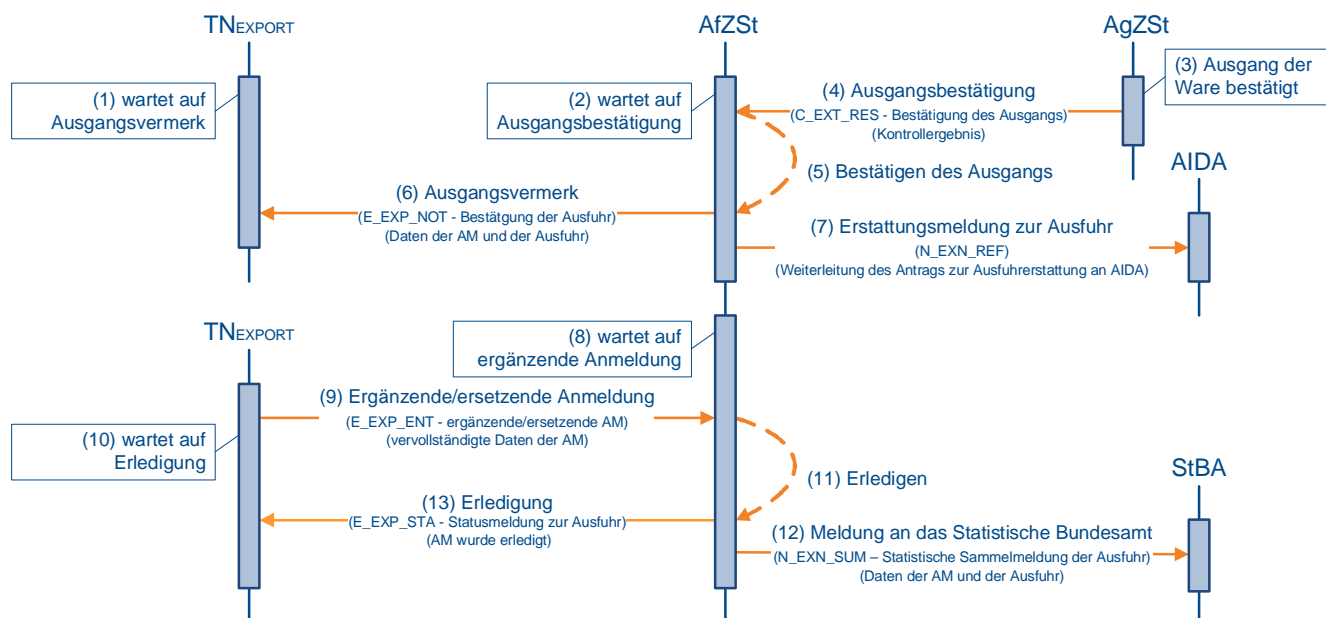 TNEXPORT
AfZSt
AgZSt
(1) wartet auf
Ausgangsvermerk
(2) wartet auf
Ausgangsbestätigung
(3) Ausgang der
Ware bestätigt
(4) Ausgangsbestätigung
(C_EXT_RES - Bestätigung des Ausgangs)
(Kontrollergebnis)
(5) Bestätigen des Ausgangs
AIDA
(6) Ausgangsvermerk
(E_EXP_NOT - Bestätgung der Ausfuhr)
(Daten der AM und der Ausfuhr)
(7) Erstattungsmeldung zur Ausfuhr
(N_EXN_REF)
(Weiterleitung des Antrags zur Ausfuhrerstattung an AIDA)
TNEXPORT
(8) wartet auf
ergänzende Anmeldung
(9) Ergänzende/ersetzende Anmeldung
(E_EXP_ENT - ergänzende/ersetzende AM)
(vervollständigte Daten der AM)
(10) wartet auf
Erledigung
(11) Erledigen
StBA
(13) Erledigung
(E_EXP_STA - Statusmeldung zur Ausfuhr)
(AM wurde erledigt)
(12) Meldung an das Statistische Bundesamt
(N_EXN_SUM – Statistische Sammelmeldung der Ausfuhr)
(Daten der AM und der Ausfuhr)